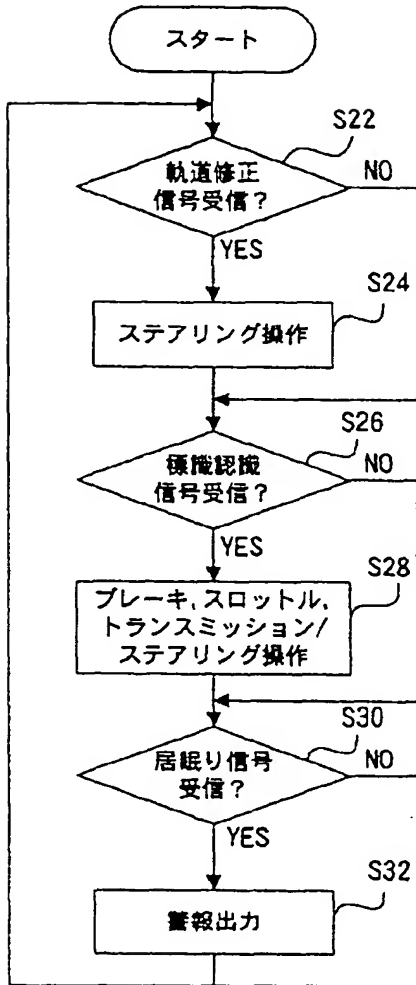 スタート
S22
軌道修正
信号受信?
NO
YES
S24
ステアリング操作
S26
標識認識
信号受信?
NO
YES
S28
ブレーキ,スロットル,
トランスミッション/
ステアリング操作
S30
居眠り信号
受信?
NO
YES
S32
警報出力